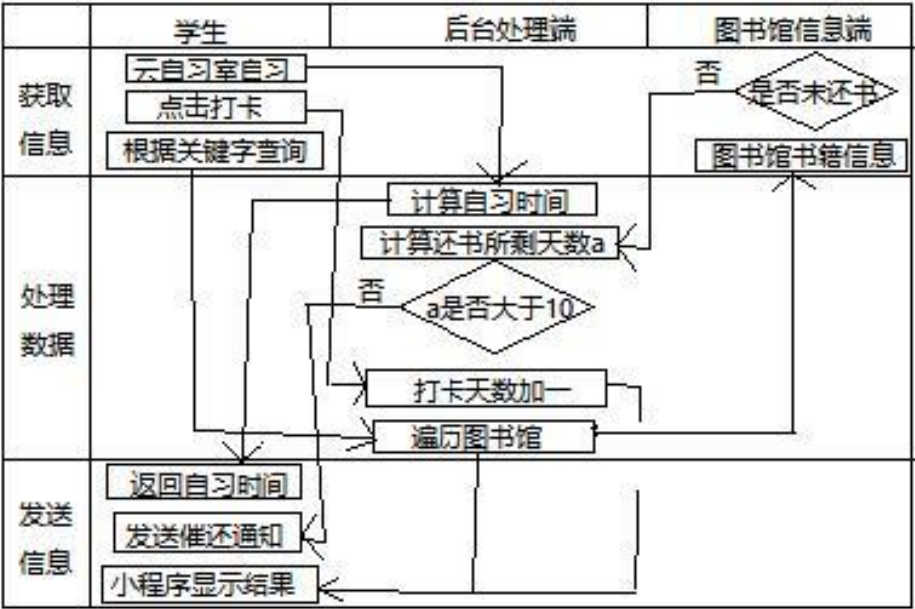 学生
后台处理端
图书馆信息端
获取
信息
云自习室自习
点击打卡
根据关键字查询
否
是否未还书
图书馆书籍信息
处理
数据
计算自习时间
计算还书所剩天数a
否
a是否大于10
打卡天数加一
遍历图书馆
发送
信息
返回自习时间
发送催还通知
小程序显示结果